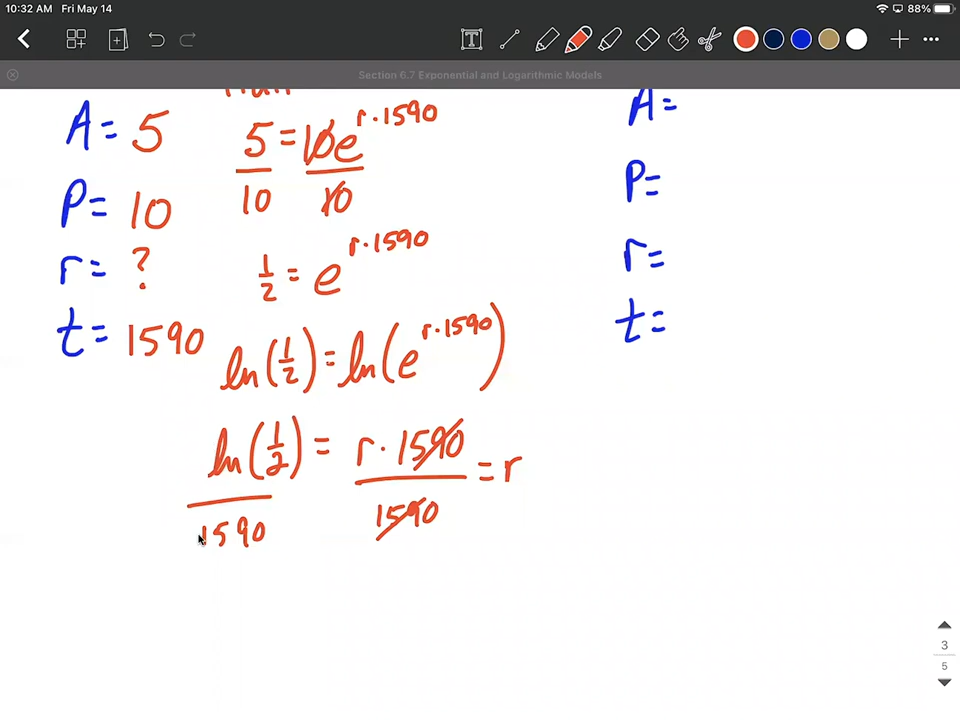 10:32 AM Fri May 14
88%
Section 6.7 Exponential and Logarithmic Models
A = 5
P = 10
r = ?
t = 1590
5 = 10e^{r·1590}
10 10
1/2 = e^{r·1590}
ln(1/2) = ln(e^{r·1590})
ln(1/2) = r·1590 = r
1590 1590
A =
P =
r =
t =
3
5